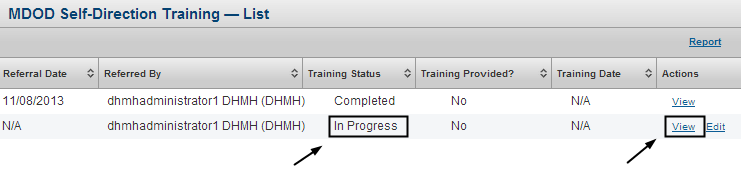 MDOD Self-Direction Training — List
Report
Referral Date Referred By Training Status Training Provided? Training Date Actions
11/08/2013 dhmhadministrator1 DHMH (DHMH) Completed No N/A View
N/A dhmhadministrator1 DHMH (DHMH) In Progress No N/A View Edit